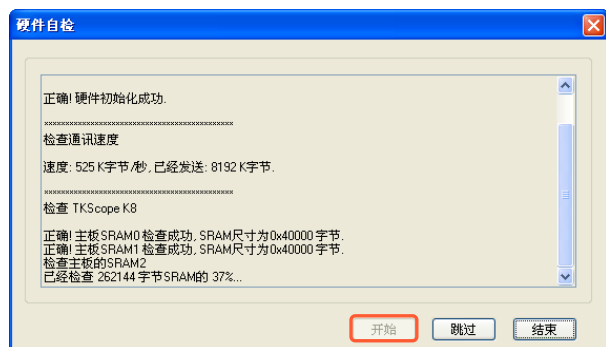 硬件自检
正确! 硬件初始化成功.
******************************************
检查通讯速度
速度: 525 K字节/秒, 已经发送: 8192 K字节.
******************************************
检查 TKScope K8
正确! 主板SRAM0 检查成功, SRAM尺寸为0x40000 字节.
正确! 主板SRAM1 检查成功, SRAM尺寸为0x40000 字节.
检查主板的SRAM2
已经检查 262144 字节SRAM的 37%...
开始 跳过 结束